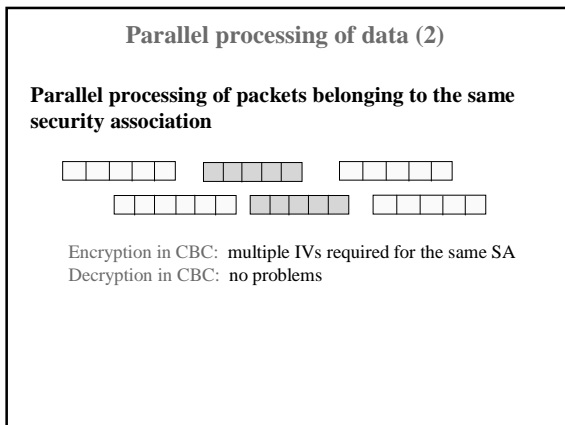 Parallel processing of data (2)
Parallel processing of packets belonging to the same
security association
Encryption in CBC: multiple IVs required for the same SA
Decryption in CBC: no problems